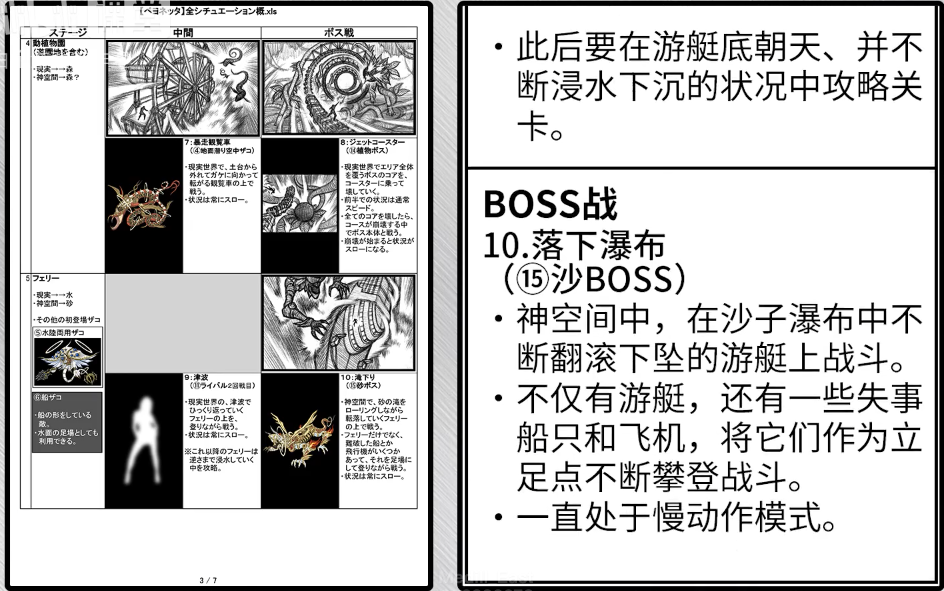 【ベヨネッタ】全シチュエーション概.xls
ステージ
中間
ボス戦
4 動植物園
（遊園地を含む）
・現実→→森
・神空間→森？
7：暴走観覧車
（④地面潜り空中ザコ）
・現実世界で、土台から
外れてガケに向かって
転がる観覧車の上で
戦う。
・状況は常にスロー。
8：ジェットコースター
（⑭植物ボス）
・現実世界でエリア全体
を覆うボスのコアを、
コースターに乗って
壊していく。
・前半での状況は通常
スピード。
・全てのコアを壊したら、
コースが崩壊する中
でボス本体と戦う。
・崩壊が始まると状況が
スローになる。
5 フェリー
・現実→→水
・神空間→砂
・その他の初登場ザコ
⑤水陸両用ザコ
⑥船ザコ
・船の形をしている
敵。
・水面の足場としても
利用できる。
9：津波
（⑪ライバル2回戦目）
・現実世界の、津波で
ひっくり返っていく
フェリーの上を、
登りながら戦う。
・状況は常にスロー。
※これ以降のフェリーは
逆さまで浸水していく
中を攻略。
10：滝下り
（⑮砂ボス）
・神空間で、砂の滝を
ローリングしながら
転落していくフェリー
の上で戦う。
・フェリーだけでなく、
難破した船とか
飛行機がいくつか
あって、それを足場に
して登りながら戦う。
・状況は常にスロー。
3 / 7
・此后要在游艇底朝天、并不
断浸水下沉的状况中攻略关
卡。
BOSS战
10.落下瀑布
（⑮沙BOSS）
・神空间中，在沙子瀑布中不
断翻滚下坠的游艇上战斗。
・不仅有游艇，还有一些失事
船只和飞机，将它们作为立
足点不断攀登战斗。
・一直处于慢动作模式。